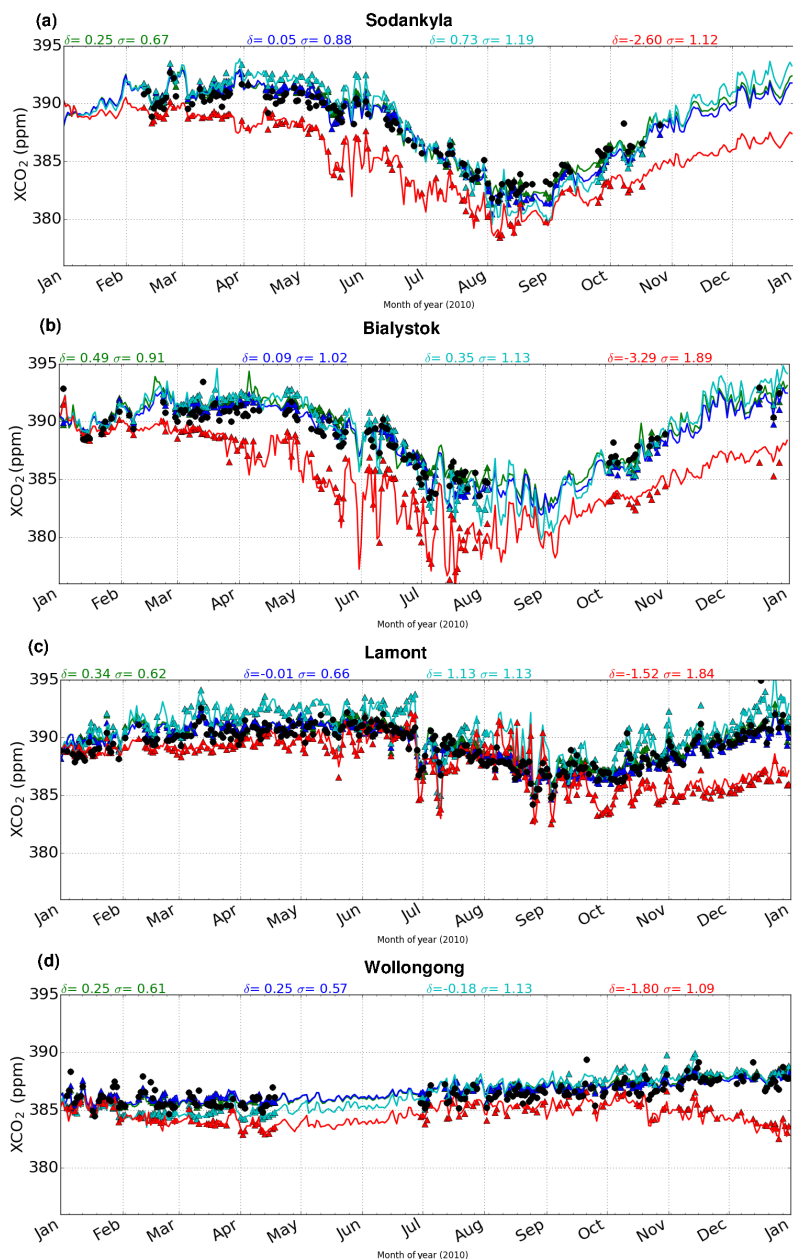 (a) Sodankyla
δ= 0.25 σ= 0.67 δ= 0.05 σ= 0.88 δ= 0.73 σ= 1.19 δ=-2.60 σ= 1.12
395
390
385
380
XCO2 (ppm)
Jan Feb Mar Apr May Jun Jul Aug Sep Oct Nov Dec Jan
Month of year (2010)
(b) Bialystok
δ= 0.49 σ= 0.91 δ= 0.09 σ= 1.02 δ= 0.35 σ= 1.13 δ=-3.29 σ= 1.89
395
390
385
380
XCO2 (ppm)
Jan Feb Mar Apr May Jun Jul Aug Sep Oct Nov Dec Jan
Month of year (2010)
(c) Lamont
δ= 0.34 σ= 0.62 δ=-0.01 σ= 0.66 δ= 1.13 σ= 1.13 δ=-1.52 σ= 1.84
395
390
385
380
XCO2 (ppm)
Jan Feb Mar Apr May Jun Jul Aug Sep Oct Nov Dec Jan
Month of year (2010)
(d) Wollongong
δ= 0.25 σ= 0.61 δ= 0.25 σ= 0.57 δ=-0.18 σ= 1.13 δ=-1.80 σ= 1.09
395
390
385
380
XCO2 (ppm)
Jan Feb Mar Apr May Jun Jul Aug Sep Oct Nov Dec Jan
Month of year (2010)